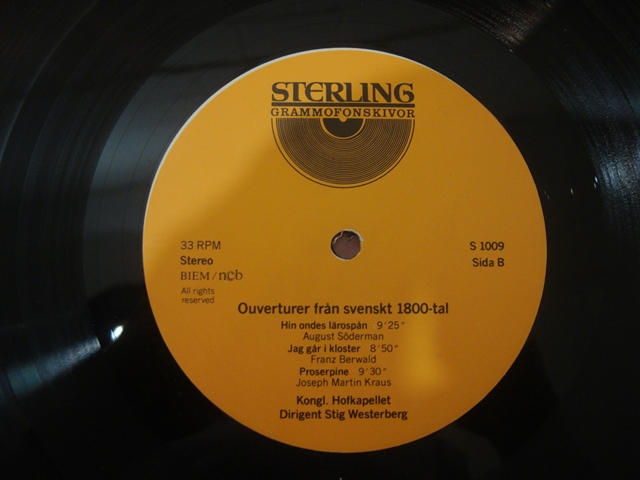 STERLING
GRAMMOFONSKIVOR
33 RPM
Stereo
BIEM/ncb
All rights
reserved
S 1009
Sida B
Ouverturer från svenskt 1800-tal
Hin ondes lärospån 9'25"
August Söderman
Jag går i kloster 8'50"
Franz Berwald
Proserpine 9'30"
Joseph Martin Kraus
Kongl. Hofkapellet
Dirigent Stig Westerberg